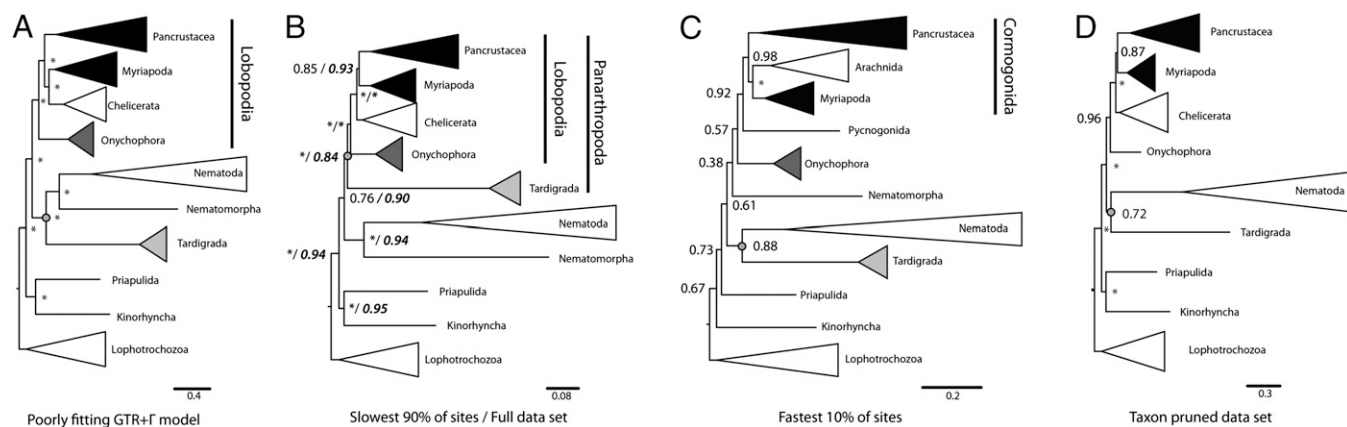 A
Pancrustacea
*
Myriapoda
*
*
Chelicerata
*
Onychophora
Lobopodia
*
Nematoda
*
Nematomorpha
*
*
Tardigrada
Priapulida
*
Kinorhyncha
Lophotrochozoa
0.4
Poorly fitting GTR+Γ model
B
Pancrustacea
0.85 / 0.93
Myriapoda
*/*
Chelicerata
*/*
Onychophora
*/ 0.84
Lobopodia
Panarthropoda
Tardigrada
0.76 / 0.90
Nematoda
*/ 0.94
*/ 0.94
Nematomorpha
Priapulida
*/ 0.95
Kinorhyncha
Lophotrochozoa
0.08
Slowest 90% of sites / Full data set
C
Pancrustacea
0.98
Arachnida
*
0.92
Myriapoda
0.57
Pycnogonida
0.38
Onychophora
Cormogonida
Nematomorpha
0.61
Nematoda
0.73
0.88
Tardigrada
0.67
Priapulida
Kinorhyncha
Lophotrochozoa
0.2
Fastest 10% of sites
D
Pancrustacea
0.87
Myriapoda
*
Chelicerata
0.96
Onychophora
*
Nematoda
0.72
*
Tardigrada
Priapulida
*
Kinorhyncha
Lophotrochozoa
0.3
Taxon pruned data set